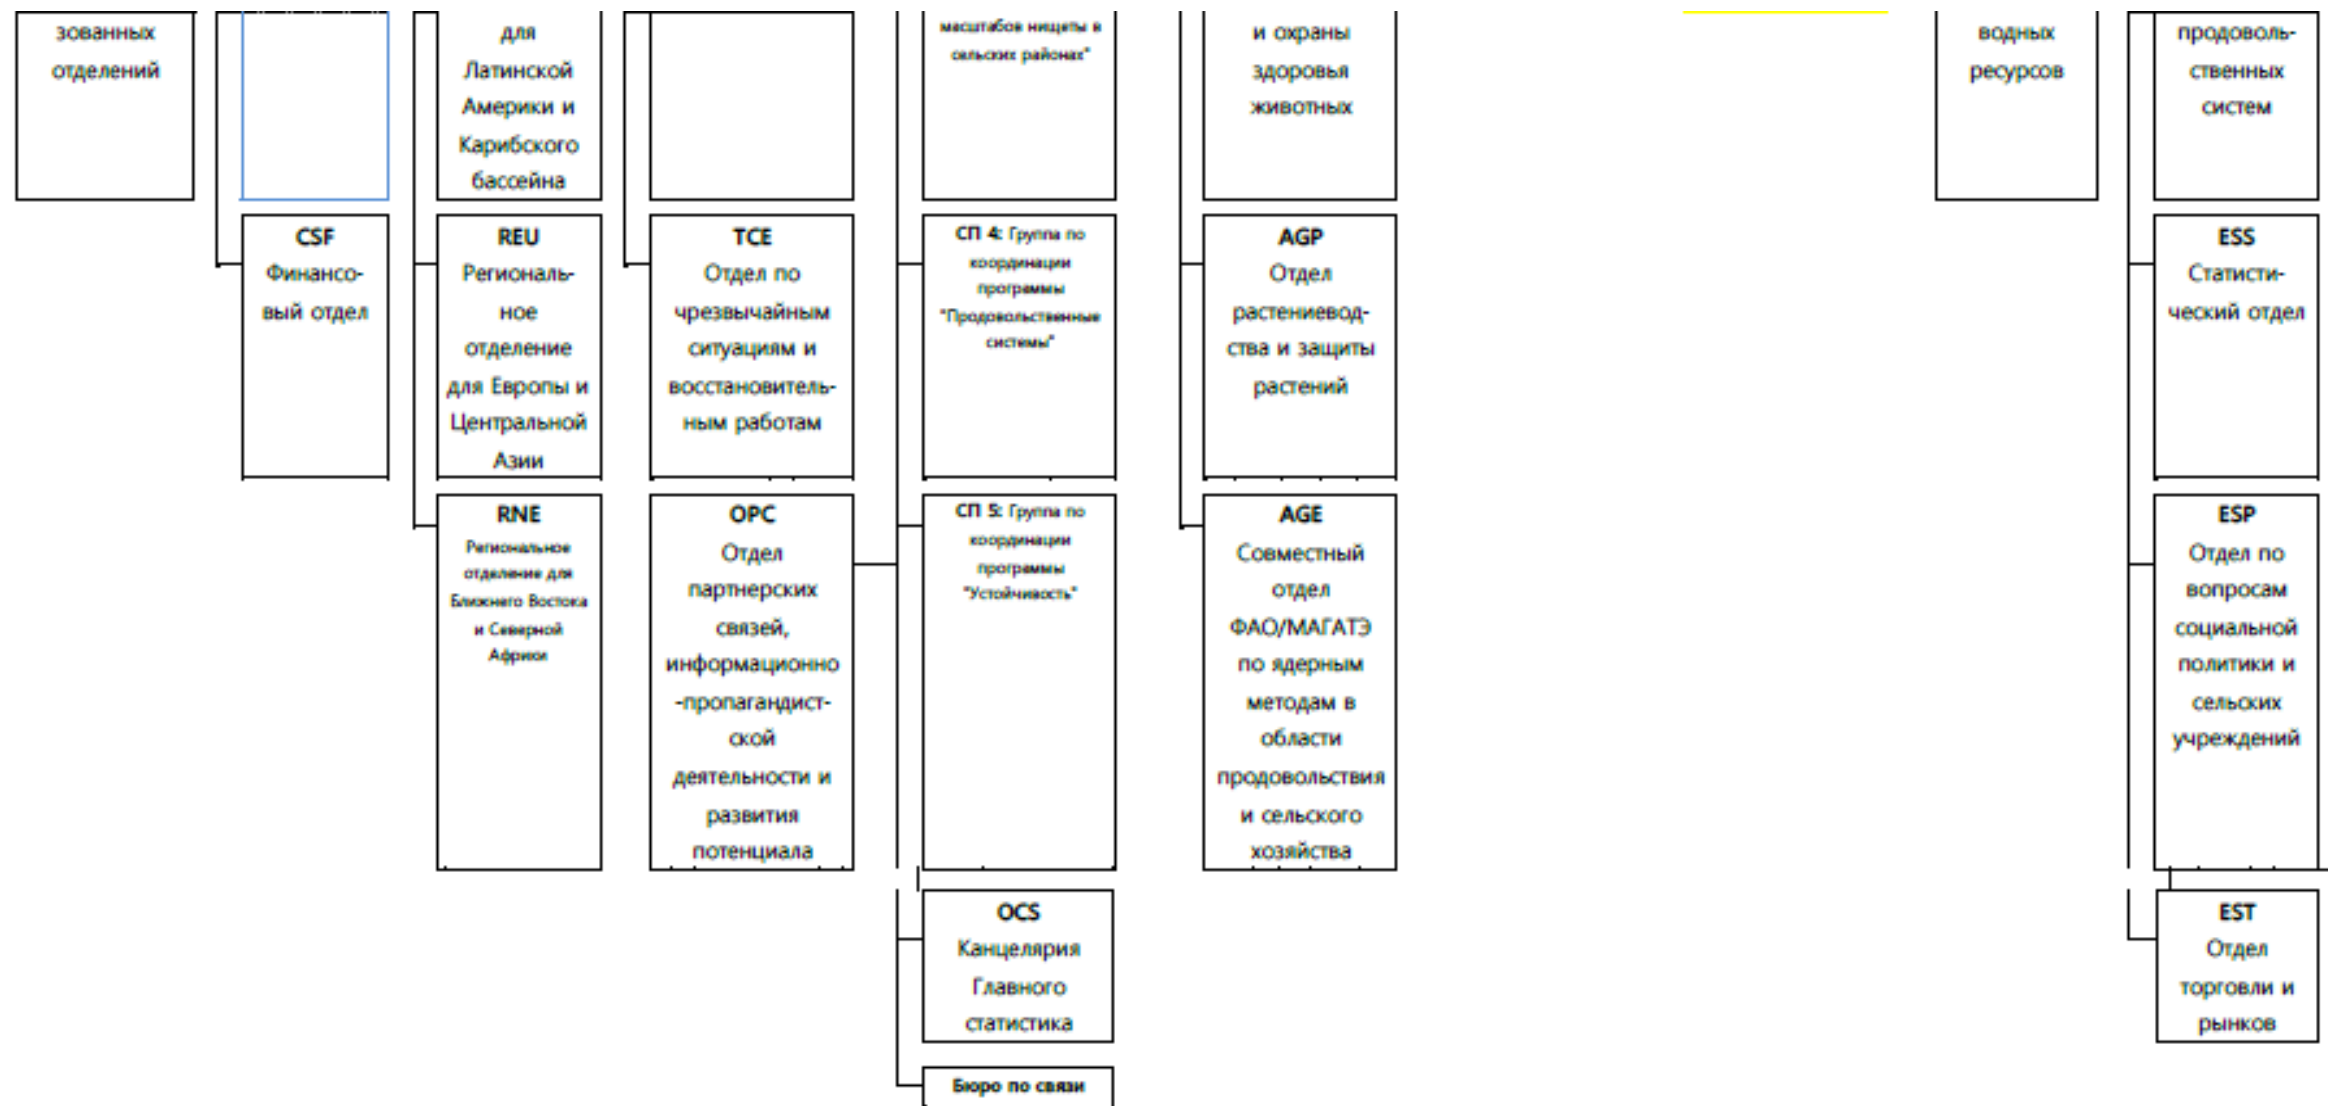 зованных
отделений
для
Латинской
Америки и
Карибского
бассейна
масштабов нищеты в
сельских районах"
и охраны
здоровья
животных
водных
ресурсов
продоволь-
ственных
систем
CSF
Финансо-
вый отдел
REU
Региональ-
ное
отделение
для Европы и
Центральной
Азии
TCE
Отдел по
чрезвычайным
ситуациям и
восстановитель-
ным работам
СП 4: Группа по
координации
программы
"Продовольственные
системы"
AGP
Отдел
растениевод-
ства и защиты
растений
ESS
Статисти-
ческий отдел
RNE
Региональное
отделение для
Ближнего Востока
и Северной
Африки
OPC
Отдел
партнерских
связей,
информационно
-пропагандист-
ской
деятельности и
развития
потенциала
СП 5: Группа по
координации
программы
"Устойчивость"
AGE
Совместный
отдел
ФАО/МАГАТЭ
по ядерным
методам в
области
продовольствия
и сельского
хозяйства
ESP
Отдел по
вопросам
социальной
политики и
сельских
учреждений
OCS
Канцелярия
Главного
статистика
EST
Отдел
торговли и
рынков
Бюро по связи